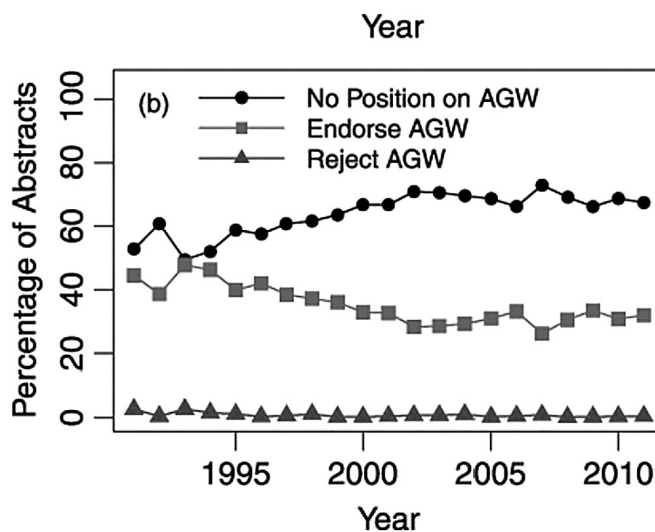 Year
(b)
No Position on AGW
Endorse AGW
Reject AGW
Percentage of Abstracts
100
80
60
40
20
0
1995 2000 2005 2010
Year